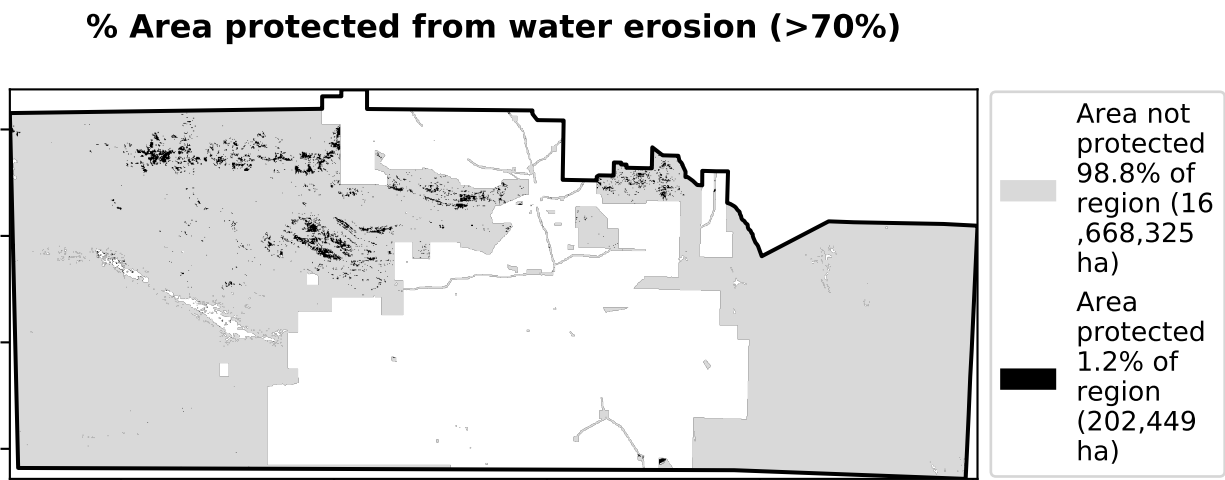 % Area protected from water erosion (>70%)
Area not
protected
98.8% of
region (16
,668,325
ha)
Area
protected
1.2% of
region
(202,449
ha)